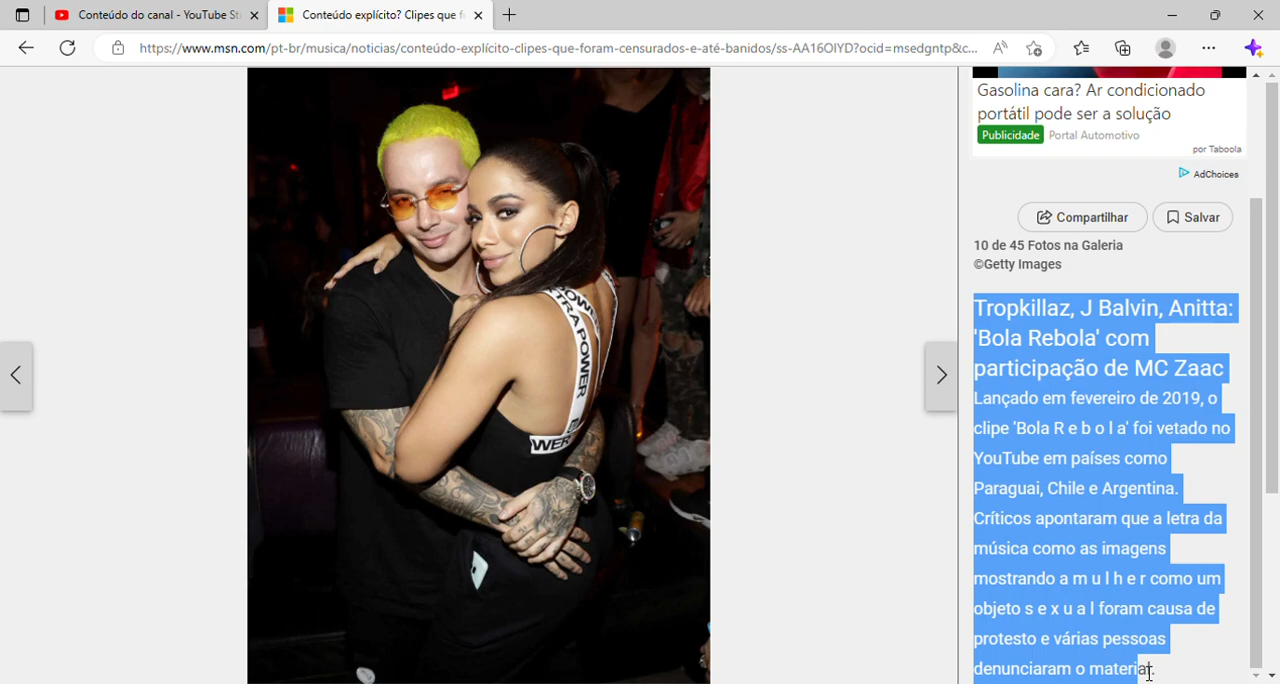 Conteúdo do canal - YouTube St
Conteúdo explícito? Clipes que f
https://www.msn.com/pt-br/musica/noticias/conteúdo-explícito-clipes-que-foram-censurados-e-até-banidos/ss-AA16OIYD?ocid=msedgntp&c...
Gasolina cara? Ar condicionado
portátil pode ser a solução
Publicidade Portal Automotivo
por Taboola
AdChoices
Compartilhar Salvar
10 de 45 Fotos na Galeria
©Getty Images
Tropkillaz, J Balvin, Anitta:
'Bola Rebola' com
participação de MC Zaac
Lançado em fevereiro de 2019, o
clipe 'Bola R e b o l a' foi vetado no
YouTube em países como
Paraguai, Chile e Argentina.
Críticos apontaram que a letra da
música como as imagens
mostrando a m u l h e r como um
objeto s e x u a l foram causa de
protesto e várias pessoas
denunciaram o material.
POWER
TRA POWER
WER